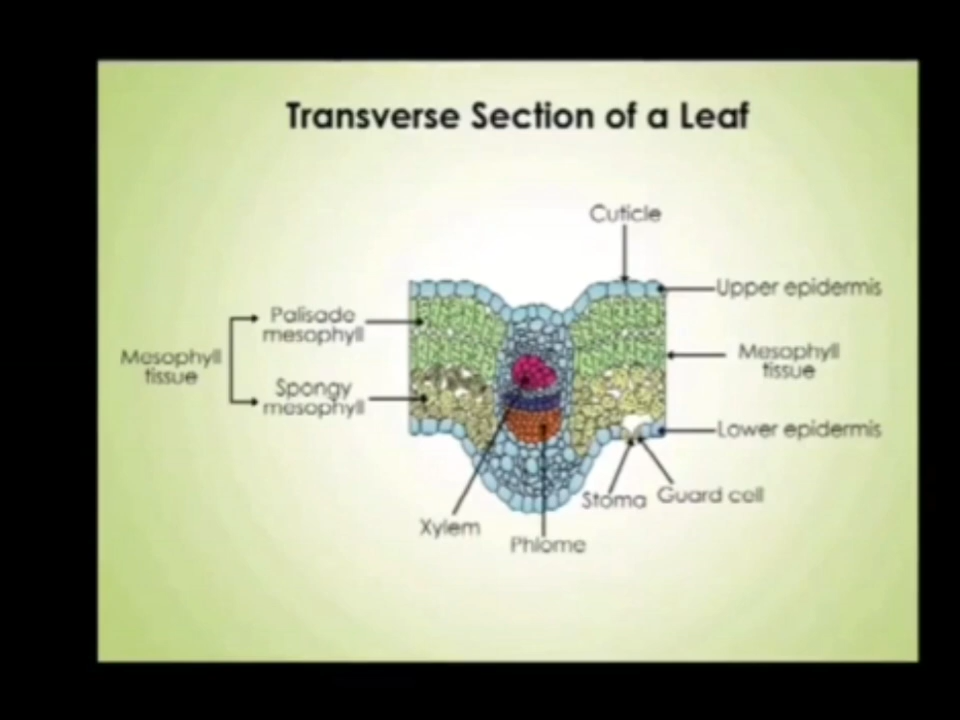 Transverse Section of a Leaf
Cuticle
Upper epidermis
Palisade
mesophyll
Mesophyll
tissue
Mesophyll
tissue
Spongy
mesophyll
Lower epidermis
Stoma
Guard cell
Xylem
Phlome